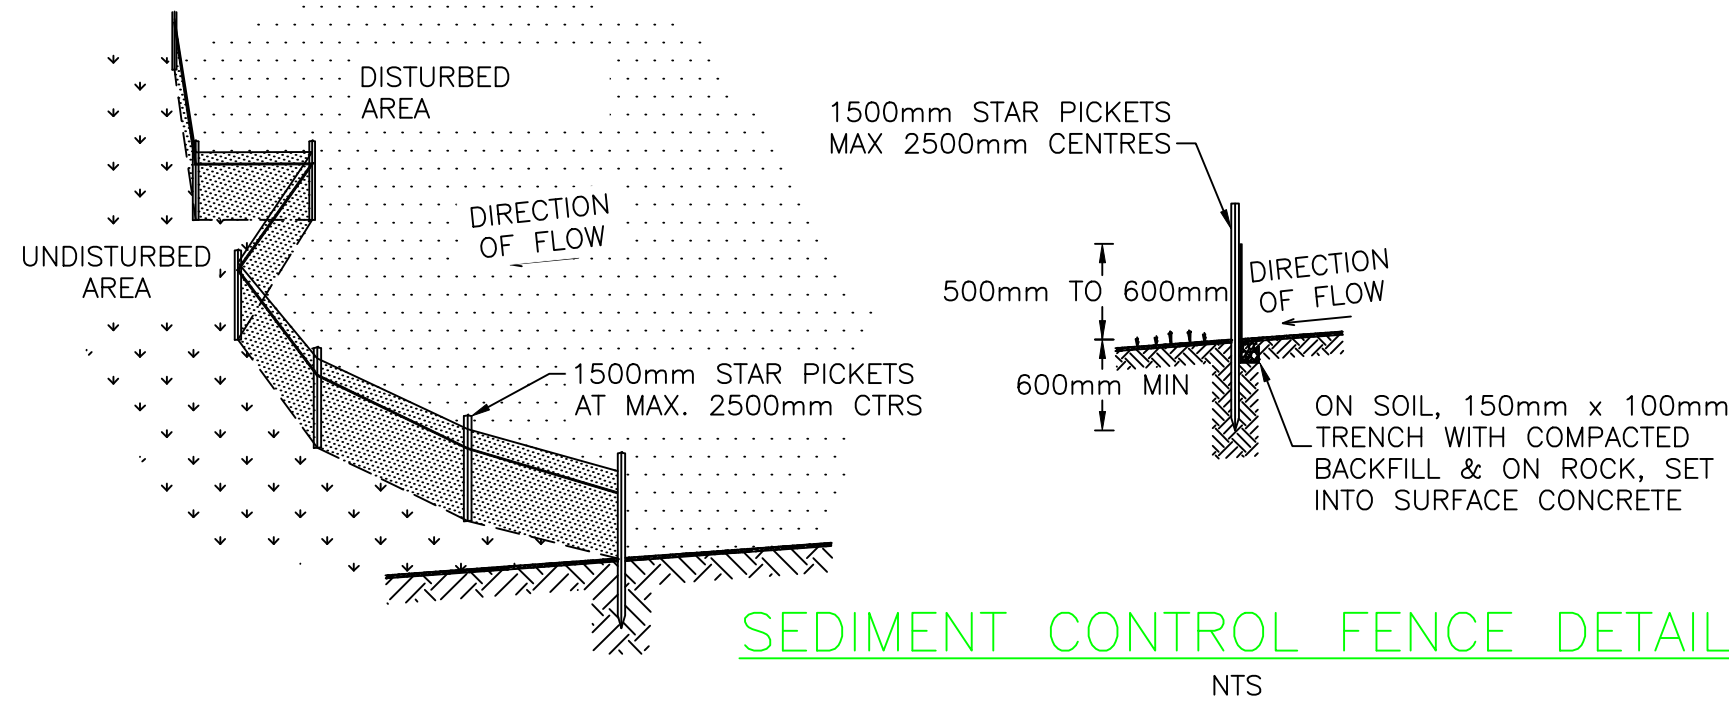 DISTURBED
AREA
DIRECTION
OF FLOW
UNDISTURBED
AREA
1500mm STAR PICKETS
AT MAX. 2500mm CTRS
1500mm STAR PICKETS
MAX 2500mm CENTRES
DIRECTION
OF FLOW
500mm TO 600mm
600mm MIN
ON SOIL, 150mm x 100mm
TRENCH WITH COMPACTED
BACKFILL & ON ROCK, SET
INTO SURFACE CONCRETE
SEDIMENT CONTROL FENCE DETAIL
NTS